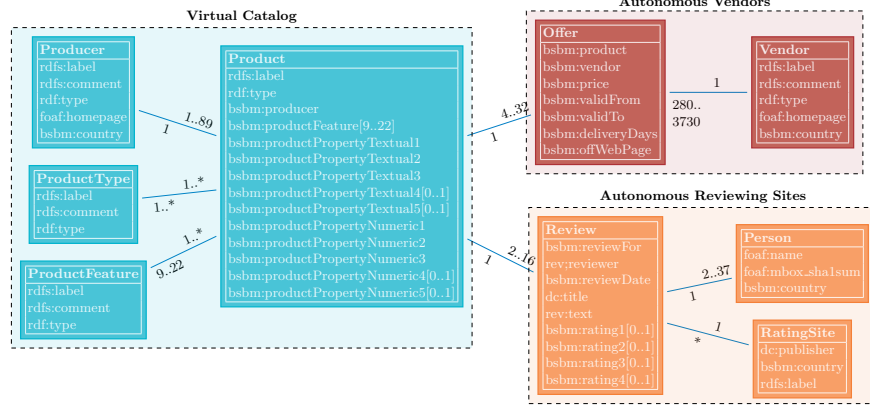 Virtual Catalog
Producer
rdfs:label
rdfs:comment
rdf:type
foaf:homepage
bsbm:country
1..89
1
ProductType
rdfs:label
rdfs:comment
rdf:type
1..*
1..*
ProductFeature
rdfs:label
rdfs:comment
rdf:type
1..*
9..22
Product
rdfs:label
rdf:type
bsbm:producer
bsbm:productFeature[9..22]
bsbm:productPropertyTextual1
bsbm:productPropertyTextual2
bsbm:productPropertyTextual3
bsbm:productPropertyTextual4[0..1]
bsbm:productPropertyTextual5[0..1]
bsbm:productPropertyNumeric1
bsbm:productPropertyNumeric2
bsbm:productPropertyNumeric3
bsbm:productPropertyNumeric4[0..1]
bsbm:productPropertyNumeric5[0..1]
4..32
1
2..16
1
Autonomous Vendors
Offer
bsbm:product
bsbm:vendor
bsbm:price
bsbm:validFrom
bsbm:validTo
bsbm:deliveryDays
bsbm:offWebPage
1
280..
3730
Vendor
rdfs:label
rdfs:comment
rdf:type
foaf:homepage
bsbm:country
Autonomous Reviewing Sites
Review
bsbm:reviewFor
rev;reviewer
bsbm:reviewDate
dc:title
rev:text
bsbm:rating1[0..1]
bsbm:rating2[0..1]
bsbm:rating3[0..1]
bsbm:rating4[0..1]
2..37
1
1
*
Person
foaf:name
foaf:mbox_sha1sum
bsbm:country
RatingSite
dc:publisher
bsbm:country
rdfs:label